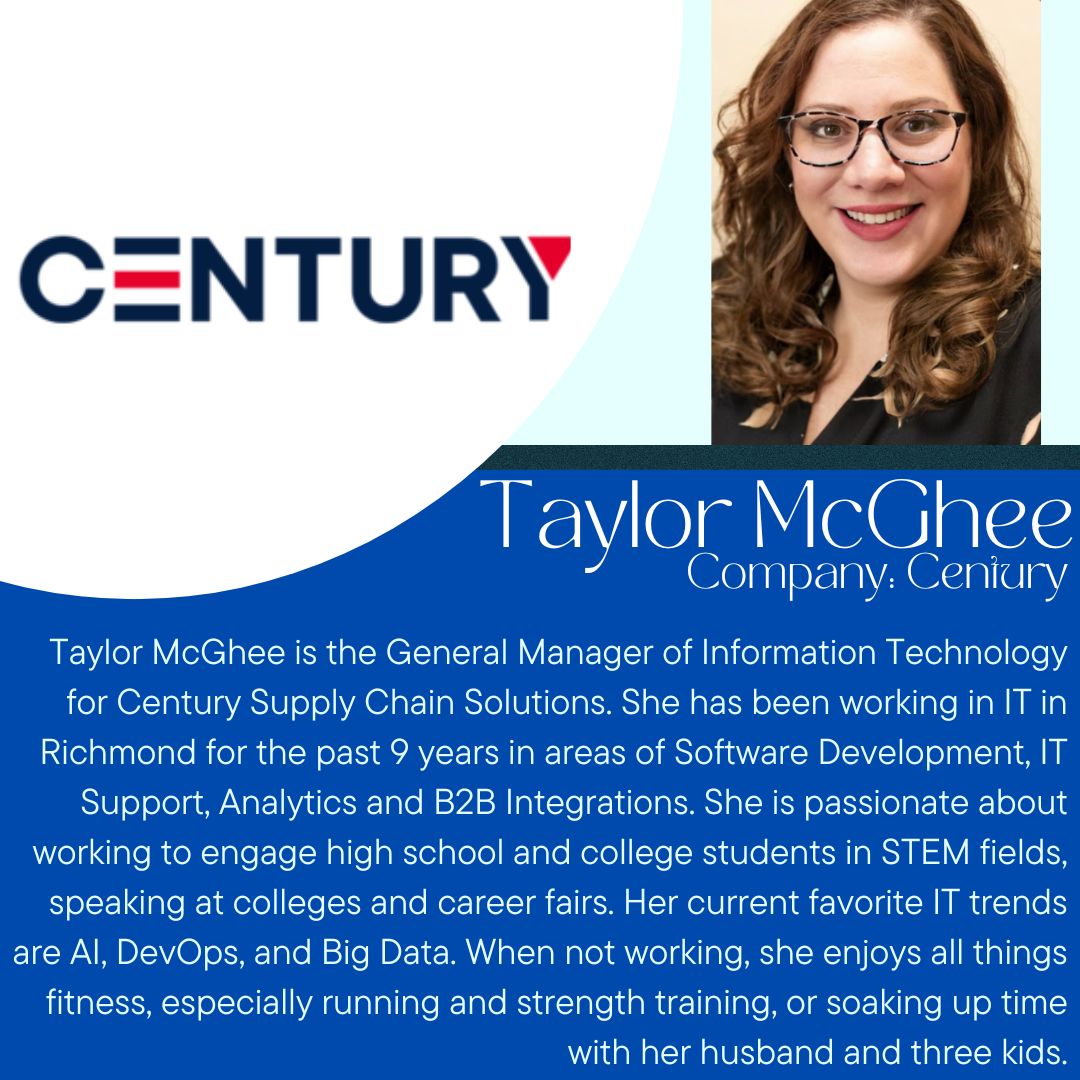 CENTURY
Taylor McGhee
Company: Century
Taylor McGhee is the General Manager of Information Technology
for Century Supply Chain Solutions. She has been working in IT in
Richmond for the past 9 years in areas of Software Development, IT
Support, Analytics and B2B Integrations. She is passionate about
working to engage high school and college students in STEM fields,
speaking at colleges and career fairs. Her current favorite IT trends
are AI, DevOps, and Big Data. When not working, she enjoys all things
fitness, especially running and strength training, or soaking up time
with her husband and three kids.